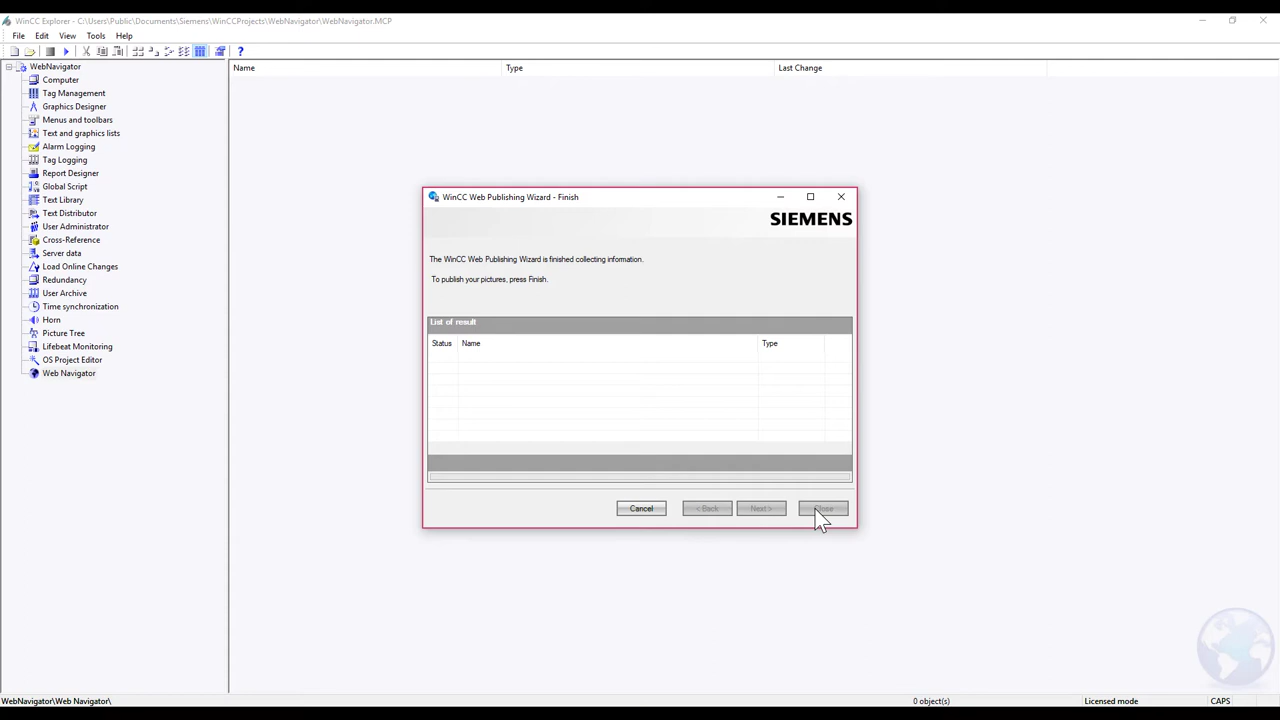 WinCC Explorer - C:\Users\Public\Documents\Siemens\WinCCProjects\WebNavigator\WebNavigator.MCP
File Edit View Tools Help
WebNavigator
Computer
Tag Management
Graphics Designer
Menus and toolbars
Text and graphics lists
Alarm Logging
Tag Logging
Report Designer
Global Script
Text Library
Text Distributor
User Administrator
Cross-Reference
Server data
Load Online Changes
Redundancy
User Archive
Time synchronization
Horn
Picture Tree
Lifebeat Monitoring
OS Project Editor
Web Navigator
Name Type Last Change
WinCC Web Publishing Wizard - Finish
SIEMENS
The WinCC Web Publishing Wizard is finished collecting information.
To publish your pictures, press Finish.
List of result
Status Name Type
Cancel < Back Next > Close
WebNavigator\Web Navigator\ 0 object(s) Licensed mode CAPS